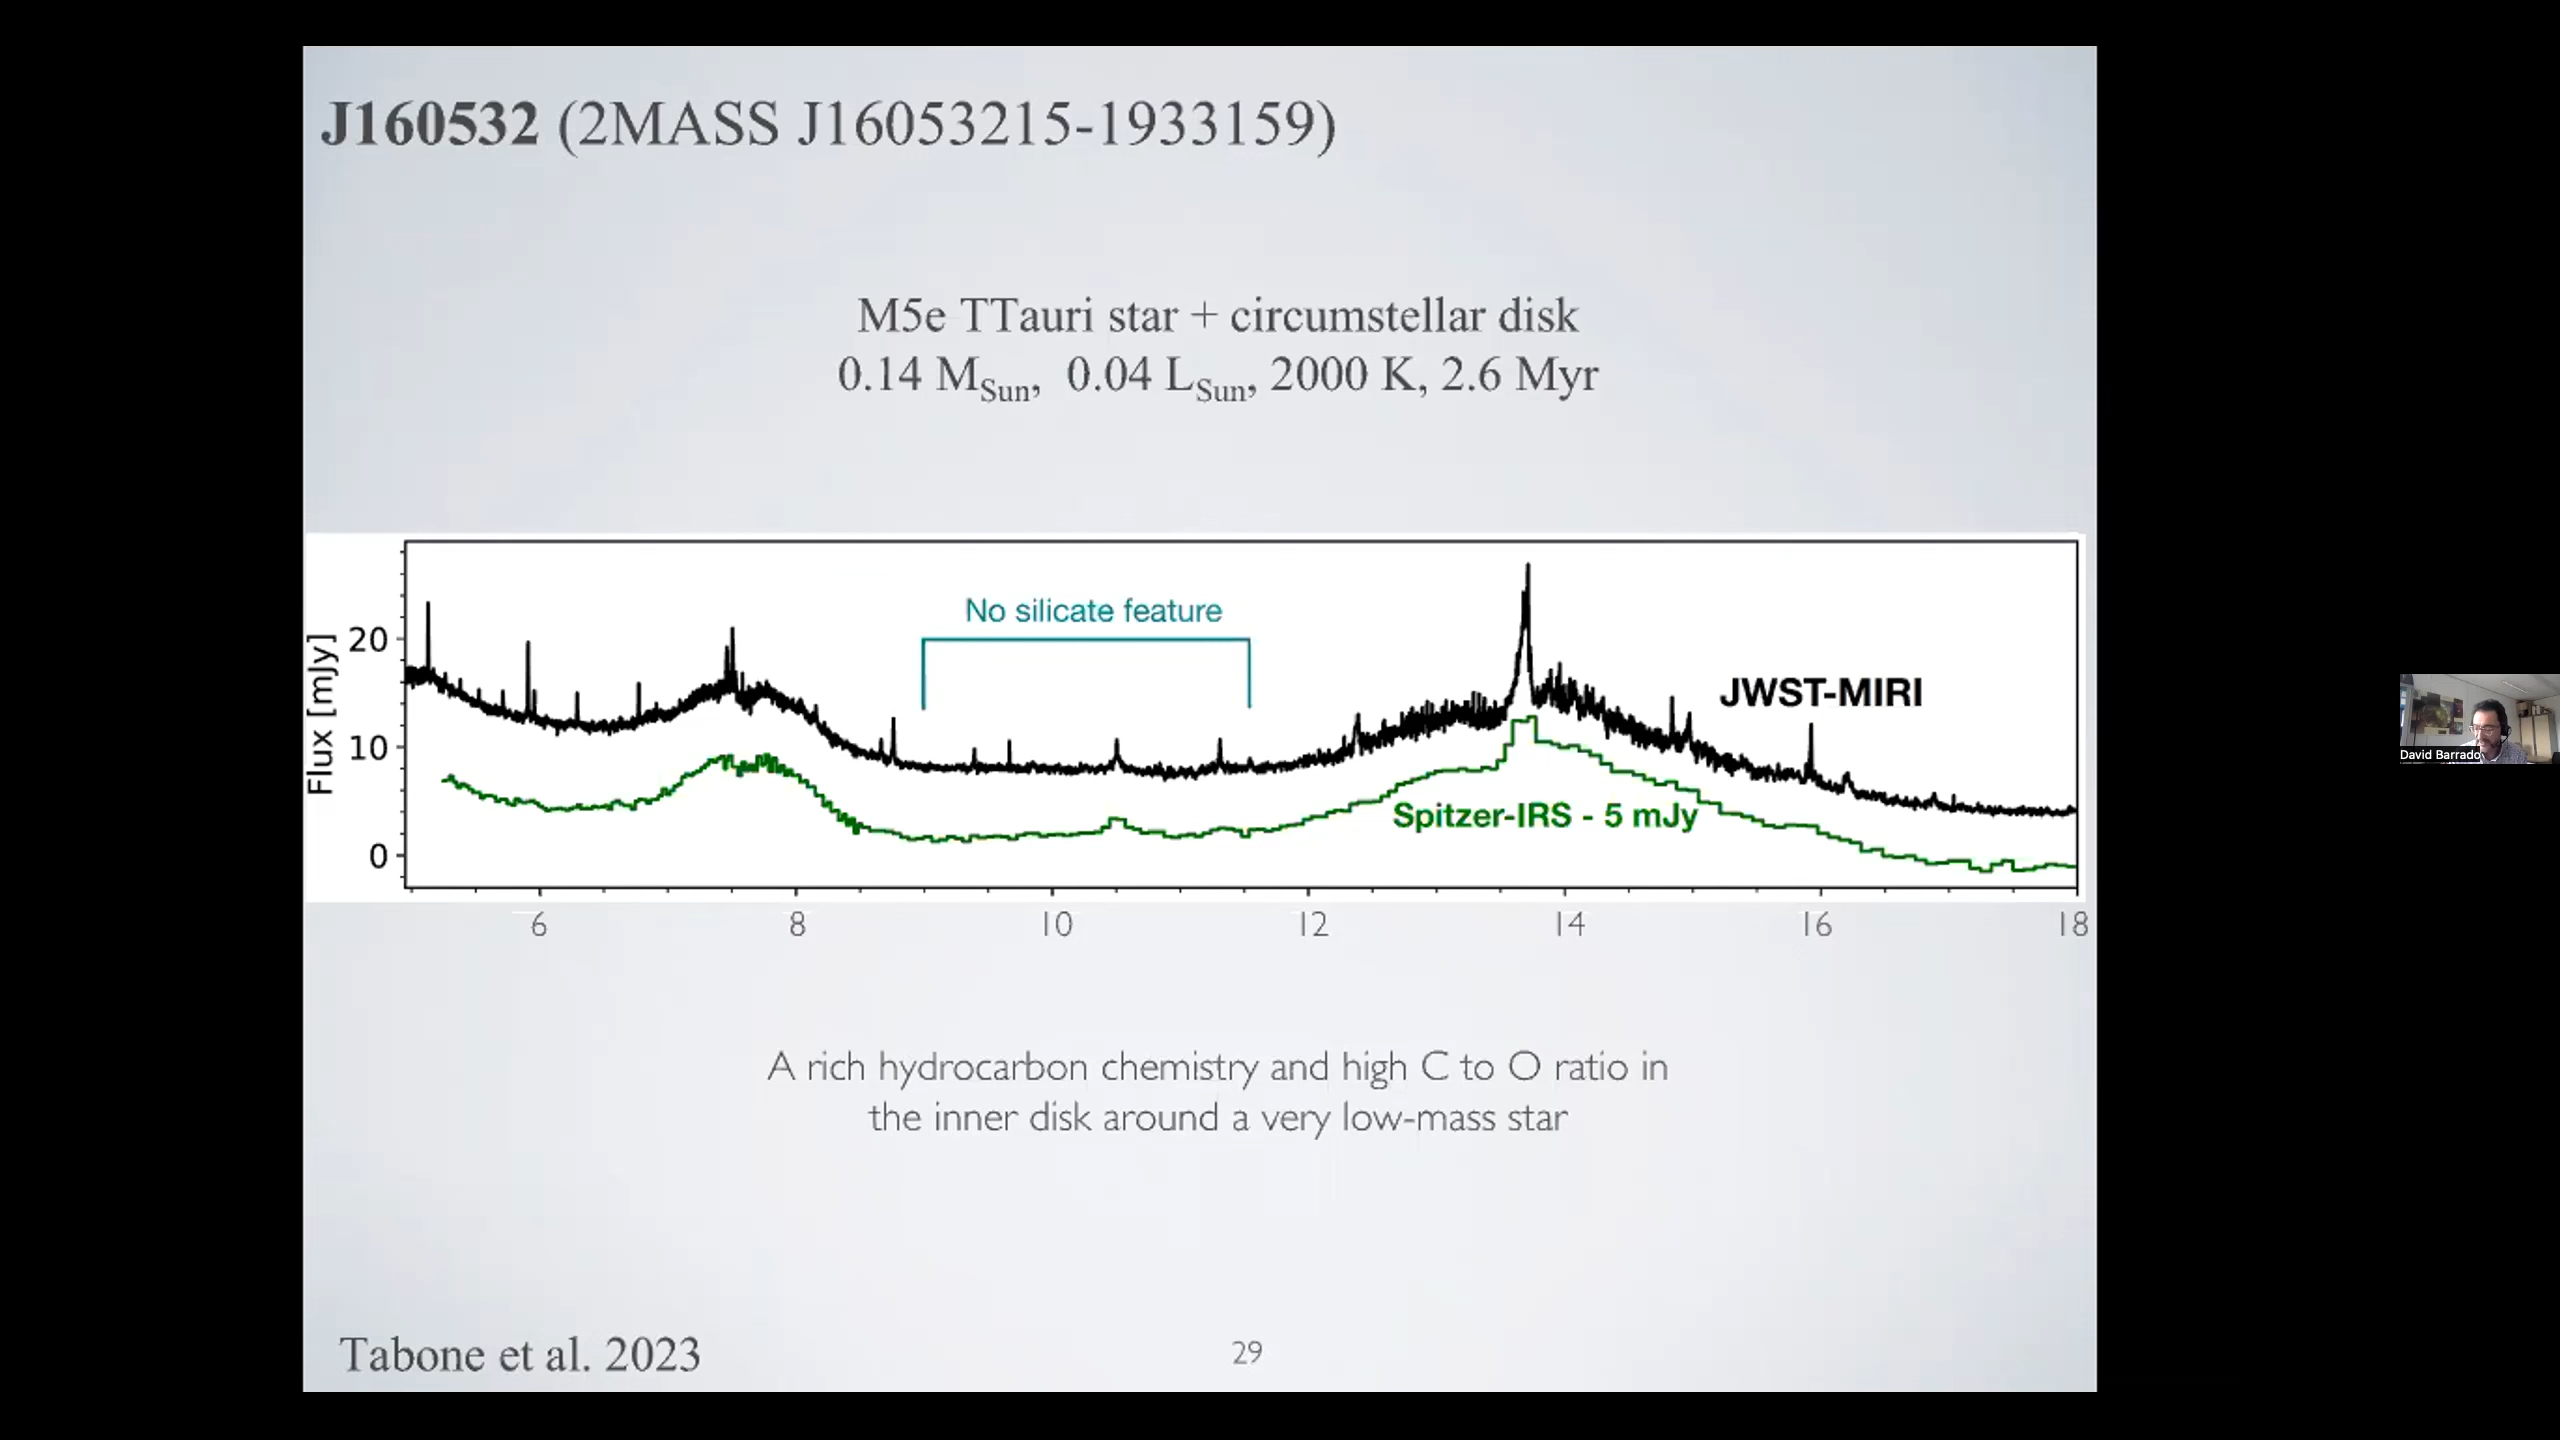 J160532 (2MASS J16053215-1933159)
M5e TTauri star + circumstellar disk
0.14 MSun, 0.04 LSun, 2000 K, 2.6 Myr
Flux [mJy]
20
10
0
No silicate feature
JWST-MIRI
Spitzer-IRS - 5 mJy
6 8 10 12 14 16 18
A rich hydrocarbon chemistry and high C to O ratio in
the inner disk around a very low-mass star
Tabone et al. 2023
29
David Barrado